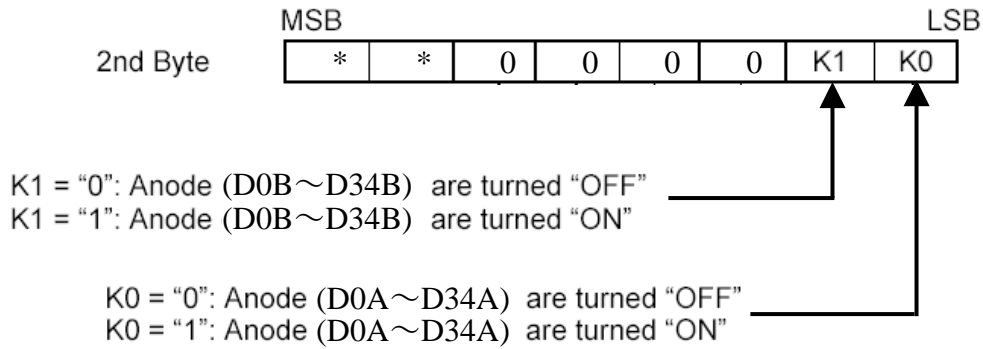 MSB LSB
2nd Byte * * 0 0 0 0 K1 K0
K1 = “0”: Anode (D0B～D34B) are turned “OFF”
K1 = “1”: Anode (D0B～D34B) are turned “ON”
K0 = “0”: Anode (D0A～D34A) are turned “OFF”
K0 = “1”: Anode (D0A～D34A) are turned “ON”